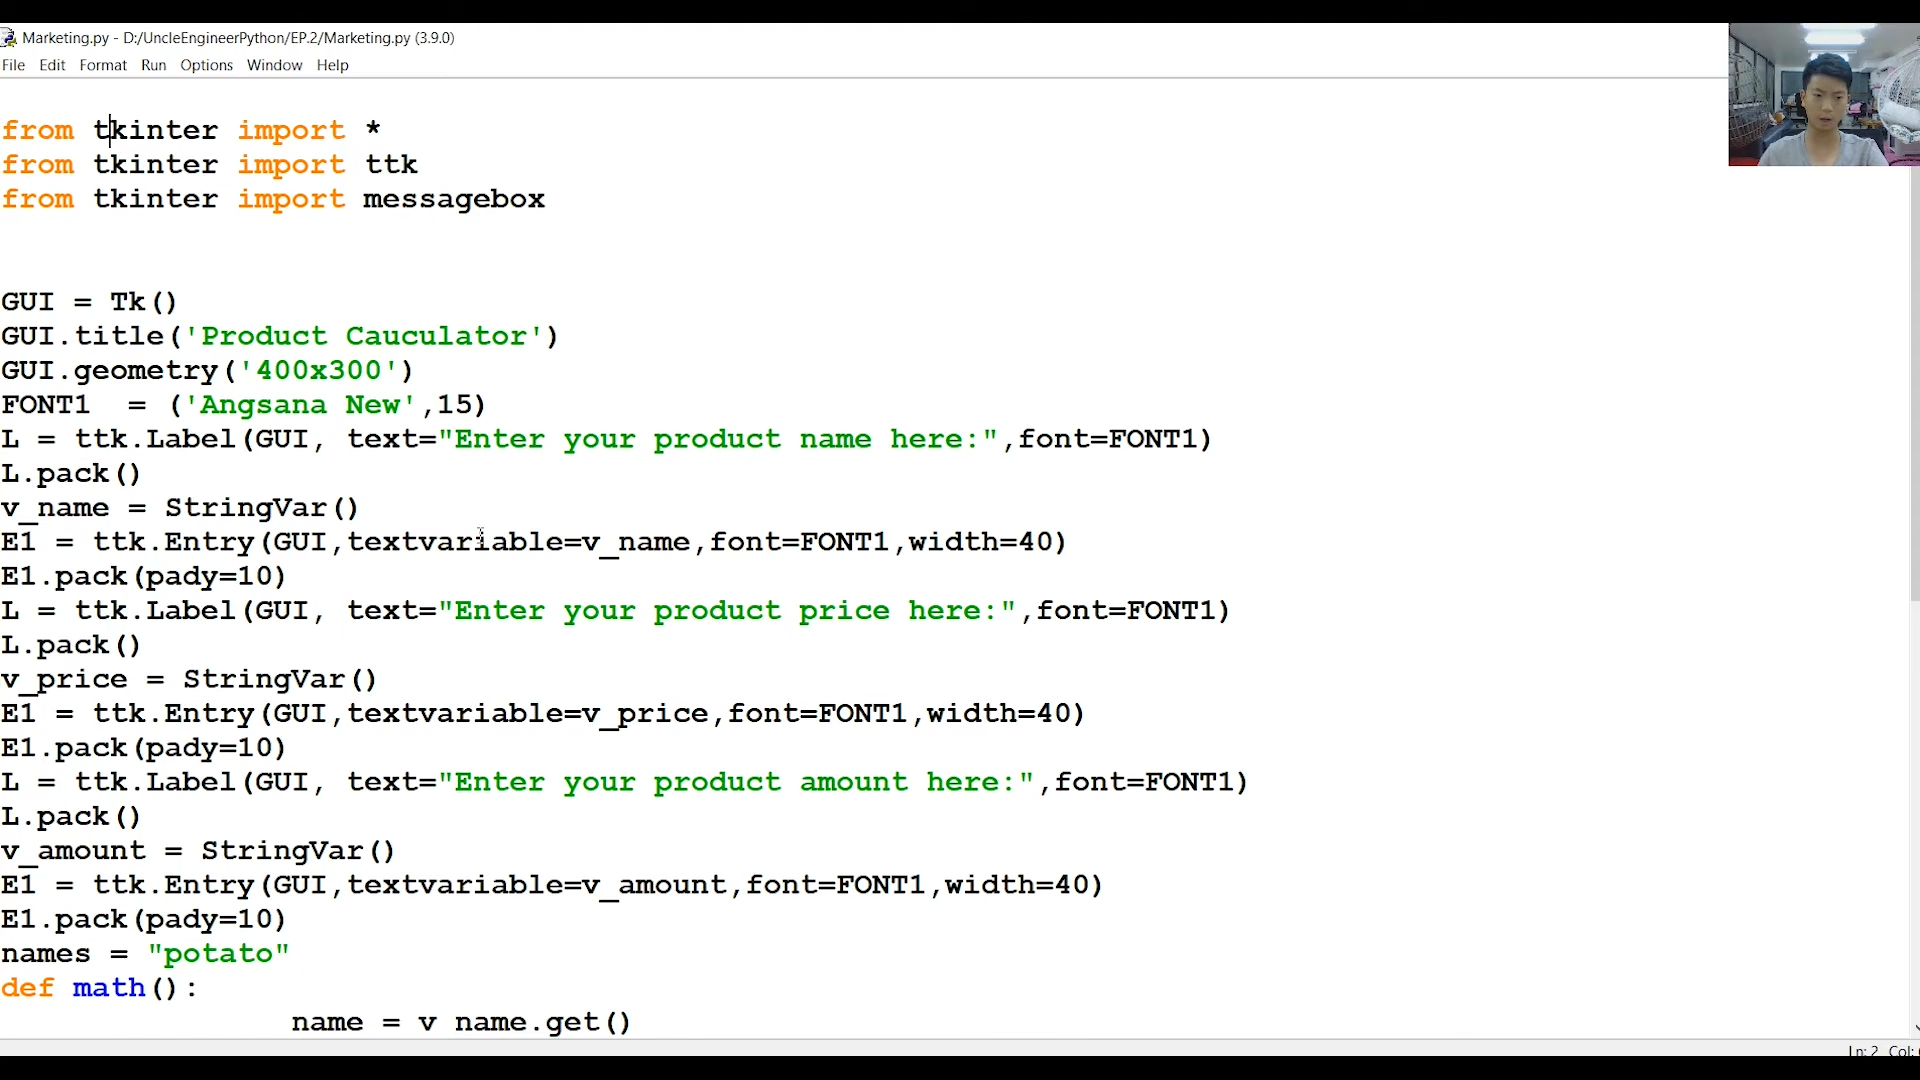 Marketing.py - D:/UncleEngineerPython/EP.2/Marketing.py (3.9.0)
File Edit Format Run Options Window Help
from tkinter import *
from tkinter import ttk
from tkinter import messagebox
GUI = Tk()
GUI.title('Product Cauculator')
GUI.geometry('400x300')
FONT1  = ('Angsana New',15)
L = ttk.Label(GUI, text="Enter your product name here:",font=FONT1)
L.pack()
v_name = StringVar()
E1 = ttk.Entry(GUI,textvariable=v_name,font=FONT1,width=40)
E1.pack(pady=10)
L = ttk.Label(GUI, text="Enter your product price here:",font=FONT1)
L.pack()
v_price = StringVar()
E1 = ttk.Entry(GUI,textvariable=v_price,font=FONT1,width=40)
E1.pack(pady=10)
L = ttk.Label(GUI, text="Enter your product amount here:",font=FONT1)
L.pack()
v_amount = StringVar()
E1 = ttk.Entry(GUI,textvariable=v_amount,font=FONT1,width=40)
E1.pack(pady=10)
names = "potato"
def math():
name = v_name.get()
Ln: 2 Col: